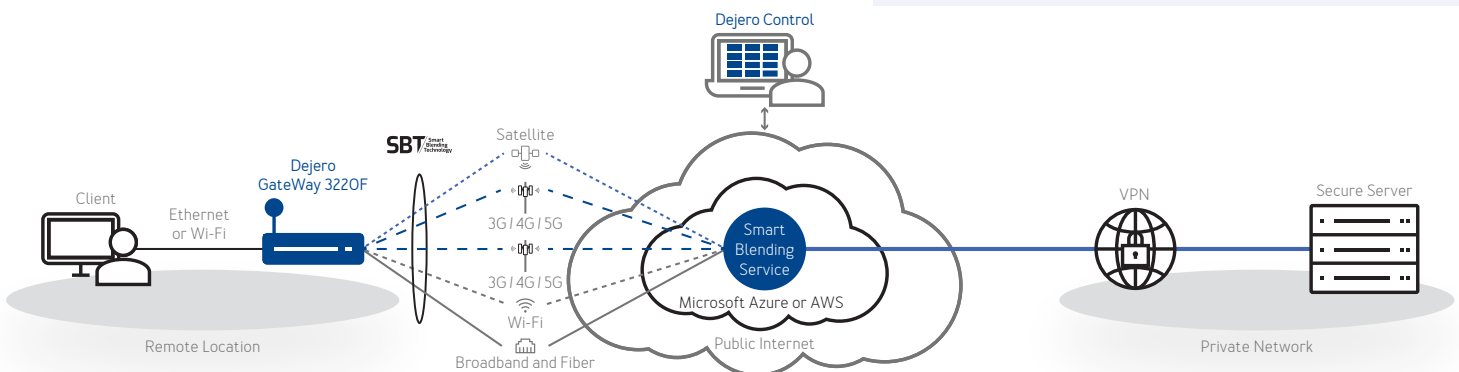 Dejero Control
SBT Smart
Blending
Technology
Satellite
Dejero
GateWay 322OF
Client
Ethernet
or Wi-Fi
3G / 4G / 5G
3G / 4G / 5G
Wi-Fi
Broadband and Fiber
Remote Location
Smart
Blending
Service
Microsoft Azure or AWS
Public Internet
VPN
Secure Server
Private Network